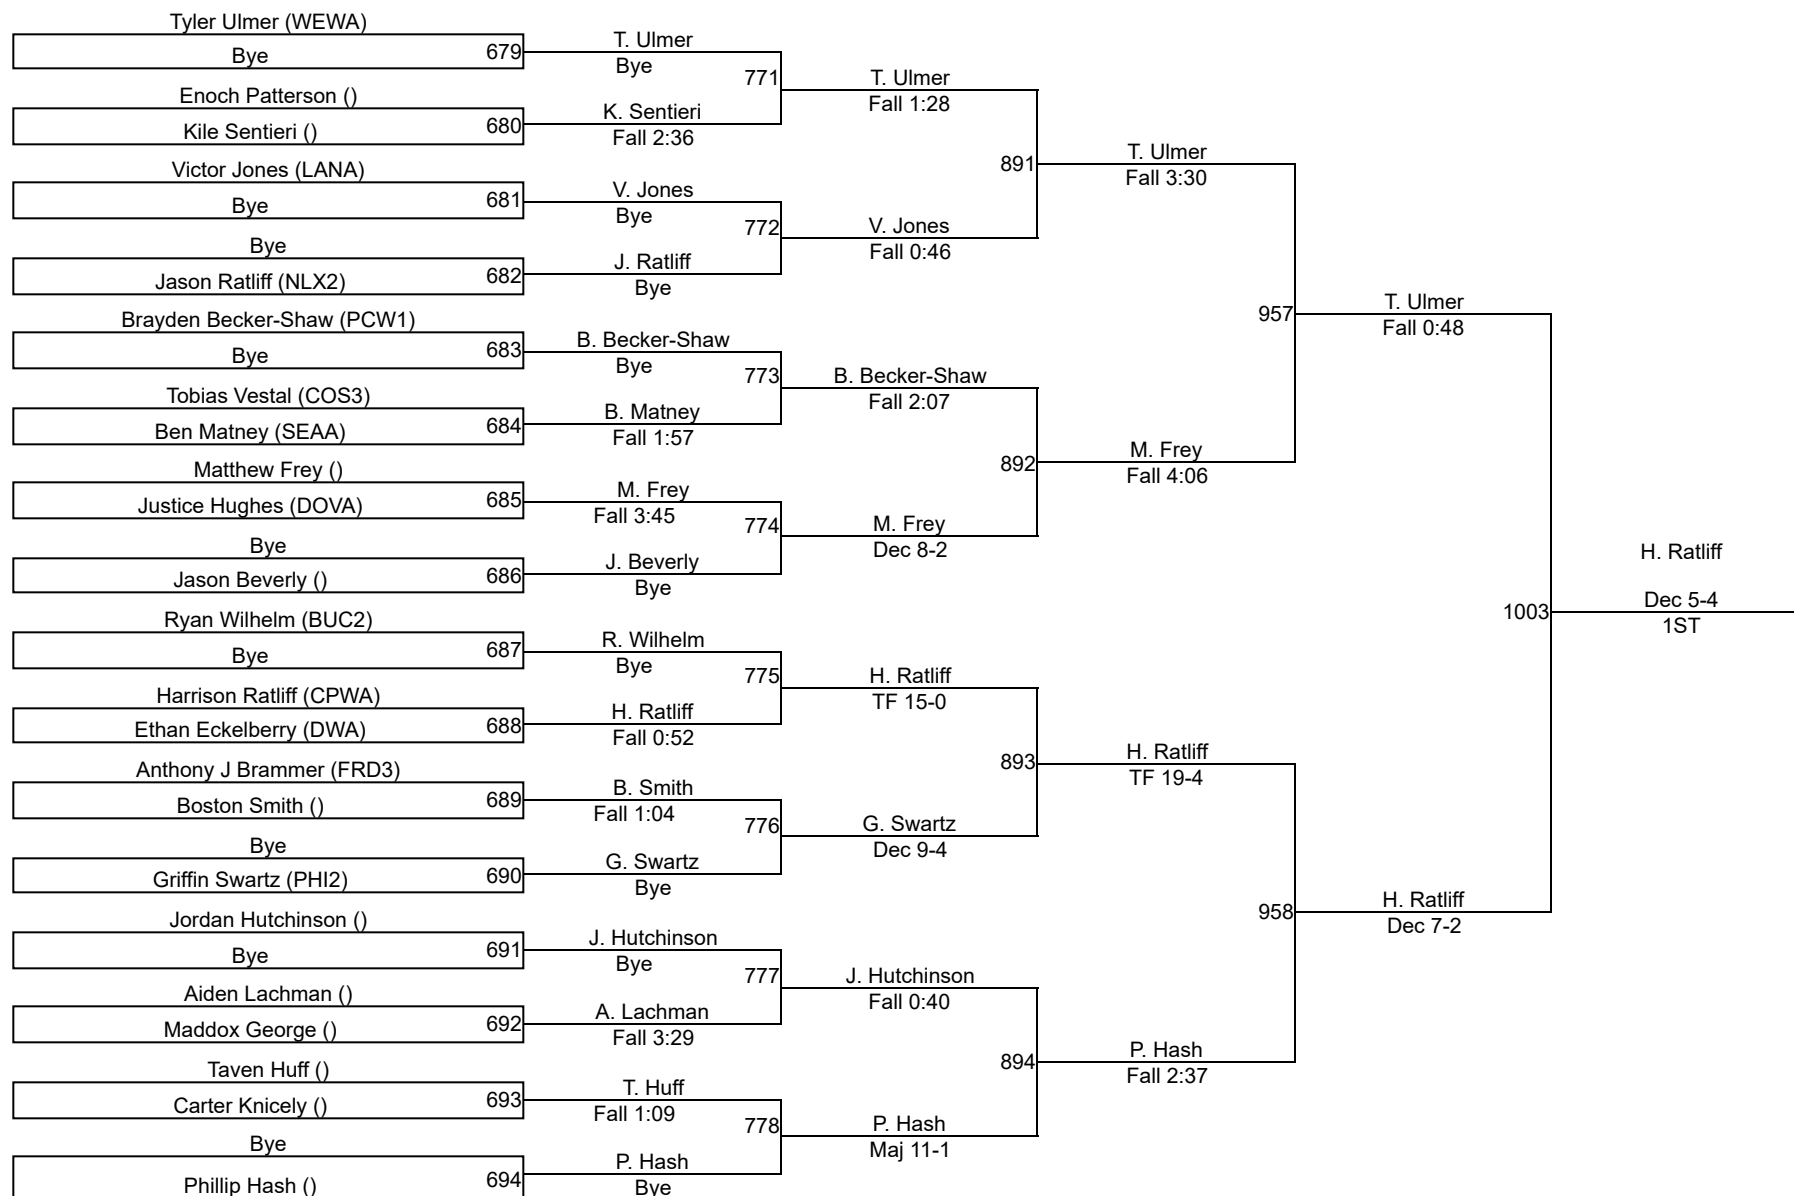 Tyler Ulmer (WEWA)
Bye
679
Enoch Patterson ()
Kile Sentieri ()
680
Victor Jones (LANA)
Bye
681
Bye
Jason Ratliff (NLX2)
682
Brayden Becker-Shaw (PCW1)
Bye
683
Tobias Vestal (COS3)
Ben Matney (SEAA)
684
Matthew Frey ()
Justice Hughes (DOVA)
685
Bye
Jason Beverly ()
686
Ryan Wilhelm (BUC2)
Bye
687
Harrison Ratliff (CPWA)
Ethan Eckelberry (DWA)
688
Anthony J Brammer (FRD3)
Boston Smith ()
689
Bye
Griffin Swartz (PHI2)
690
Jordan Hutchinson ()
Bye
691
Aiden Lachman ()
Maddox George ()
692
Taven Huff ()
Carter Knicely ()
693
Bye
Phillip Hash ()
694
T. Ulmer
Bye
771
K. Sentieri
Fall 2:36
V. Jones
Bye
772
J. Ratliff
Bye
B. Becker-Shaw
Bye
773
B. Matney
Fall 1:57
M. Frey
Fall 3:45
774
J. Beverly
Bye
R. Wilhelm
Bye
775
H. Ratliff
Fall 0:52
B. Smith
Fall 1:04
776
G. Swartz
Bye
J. Hutchinson
Bye
777
A. Lachman
Fall 3:29
T. Huff
Fall 1:09
778
P. Hash
Bye
T. Ulmer
Fall 1:28
891
V. Jones
Fall 0:46
B. Becker-Shaw
Fall 2:07
892
M. Frey
Dec 8-2
H. Ratliff
TF 15-0
893
G. Swartz
Dec 9-4
J. Hutchinson
Fall 0:40
894
P. Hash
Maj 11-1
T. Ulmer
Fall 3:30
957
M. Frey
Fall 4:06
H. Ratliff
TF 19-4
958
P. Hash
Fall 2:37
T. Ulmer
Fall 0:48
1003
H. Ratliff
Dec 7-2
H. Ratliff
Dec 5-4
1ST